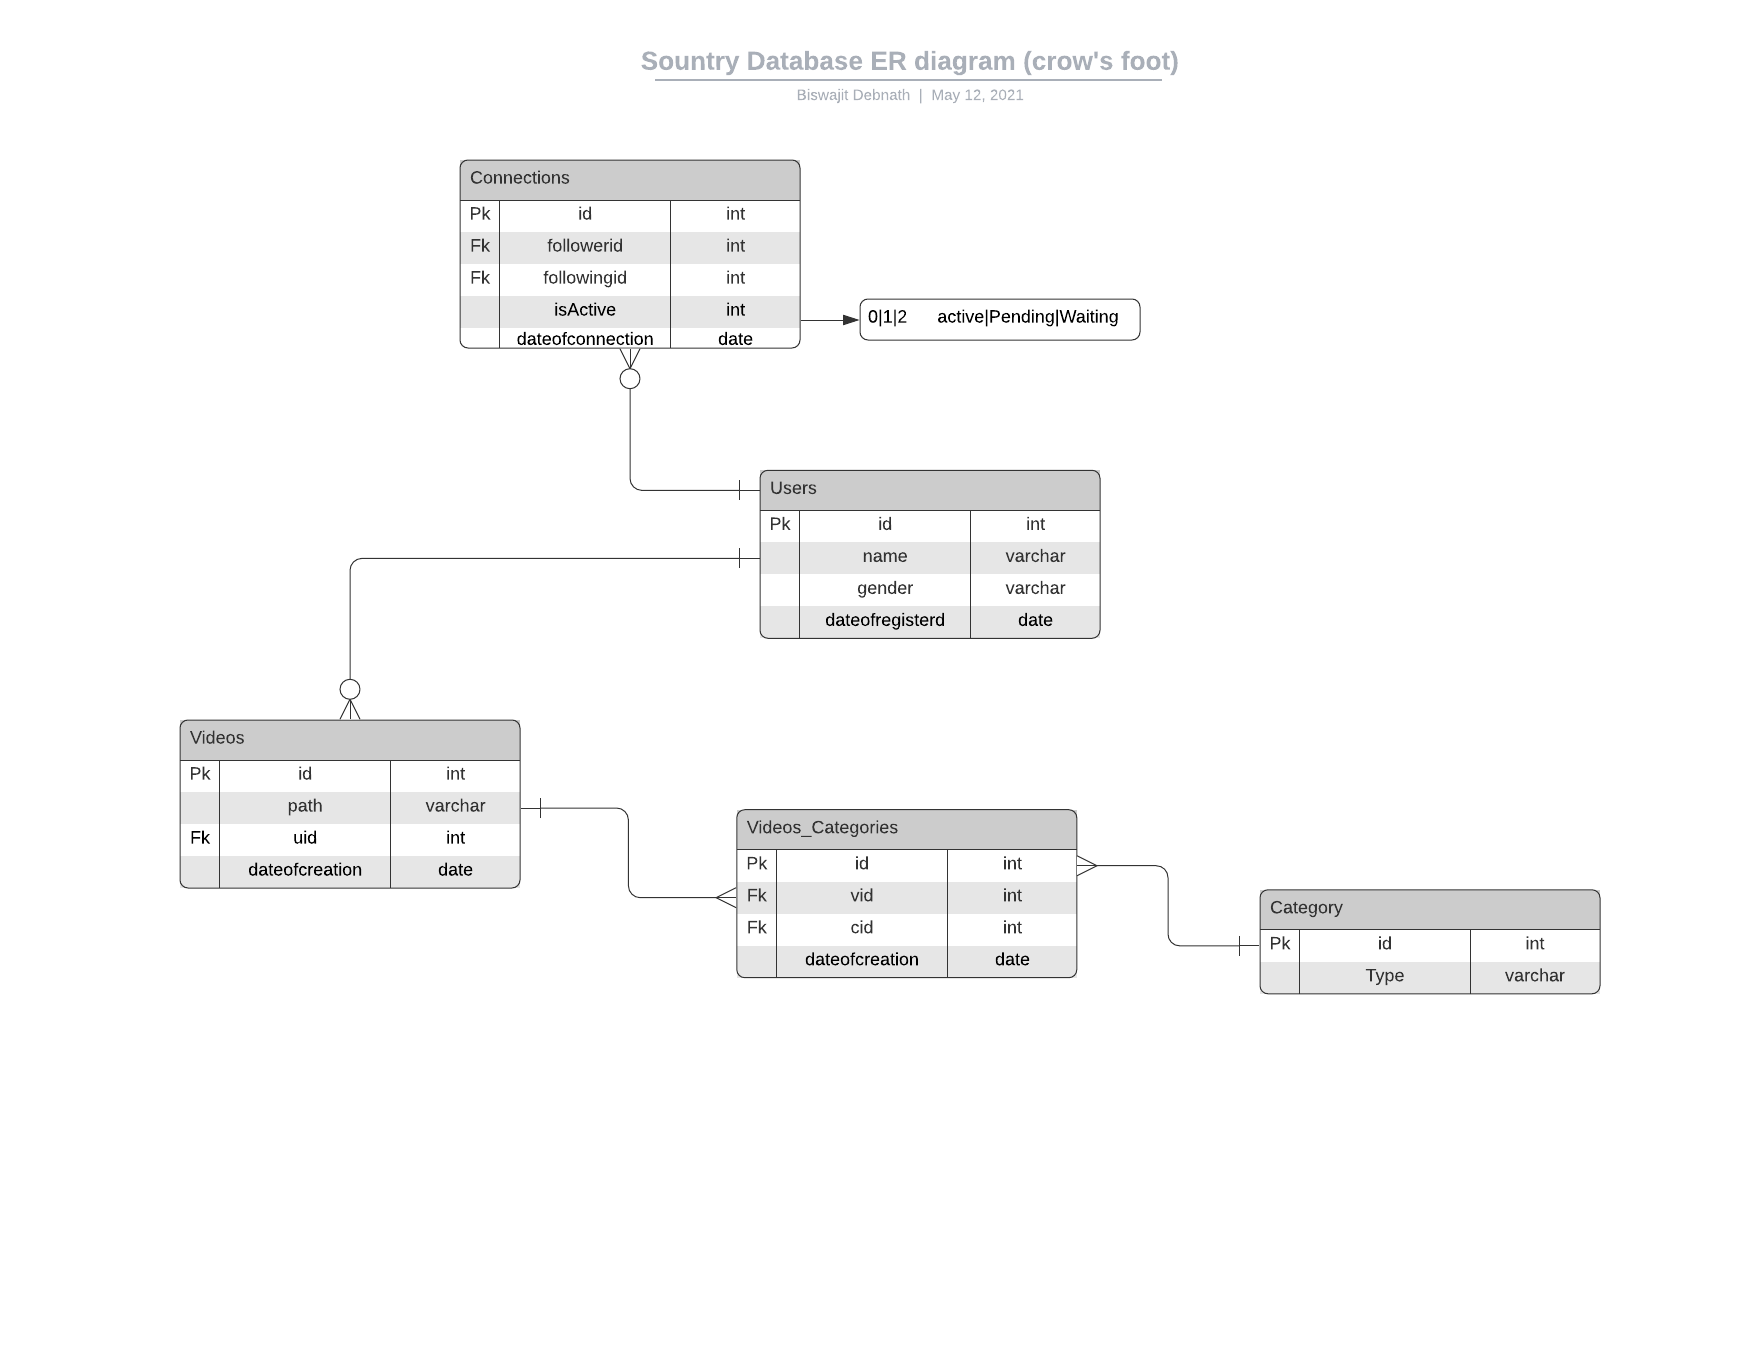 Sountry Database ER diagram (crow's foot)
Biswajit Debnath | May 12, 2021
Connections
Pk id int
Fk followerid int
Fk followingid int
isActive int
dateofconnection date
0|1|2 active|Pending|Waiting
Users
Pk id int
name varchar
gender varchar
dateofregisterd date
Videos
Pk id int
path varchar
Fk uid int
dateofcreation date
Videos_Categories
Pk id int
Fk vid int
Fk cid int
dateofcreation date
Category
Pk id int
Type varchar